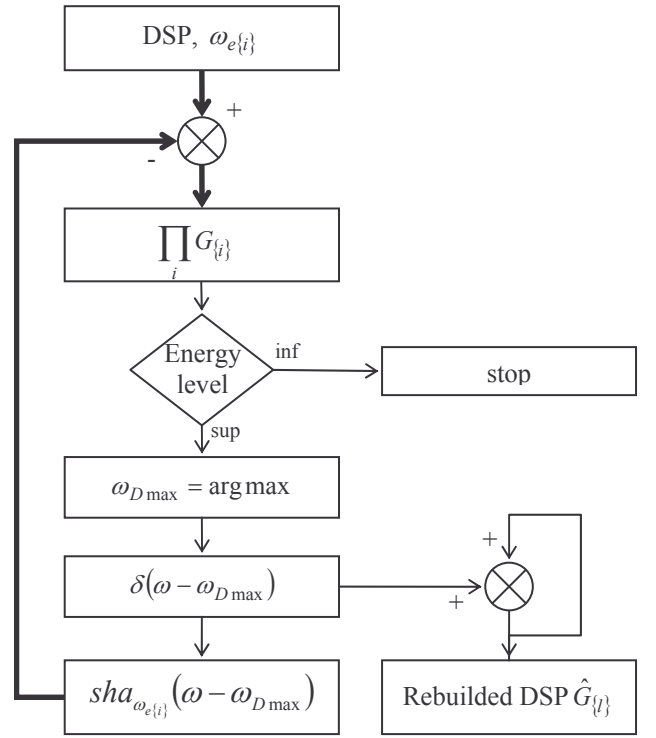 DSP, ω_{e{i}}
+
-
∏_{i} G_{{i}}
Energy
level
inf
stop
sup
ω_{D max} = arg max
δ(ω − ω_{D max})
+
+
sha_{ω_{e{i}}}(ω − ω_{D max})
Rebuilded DSP Ĝ_{{l}}